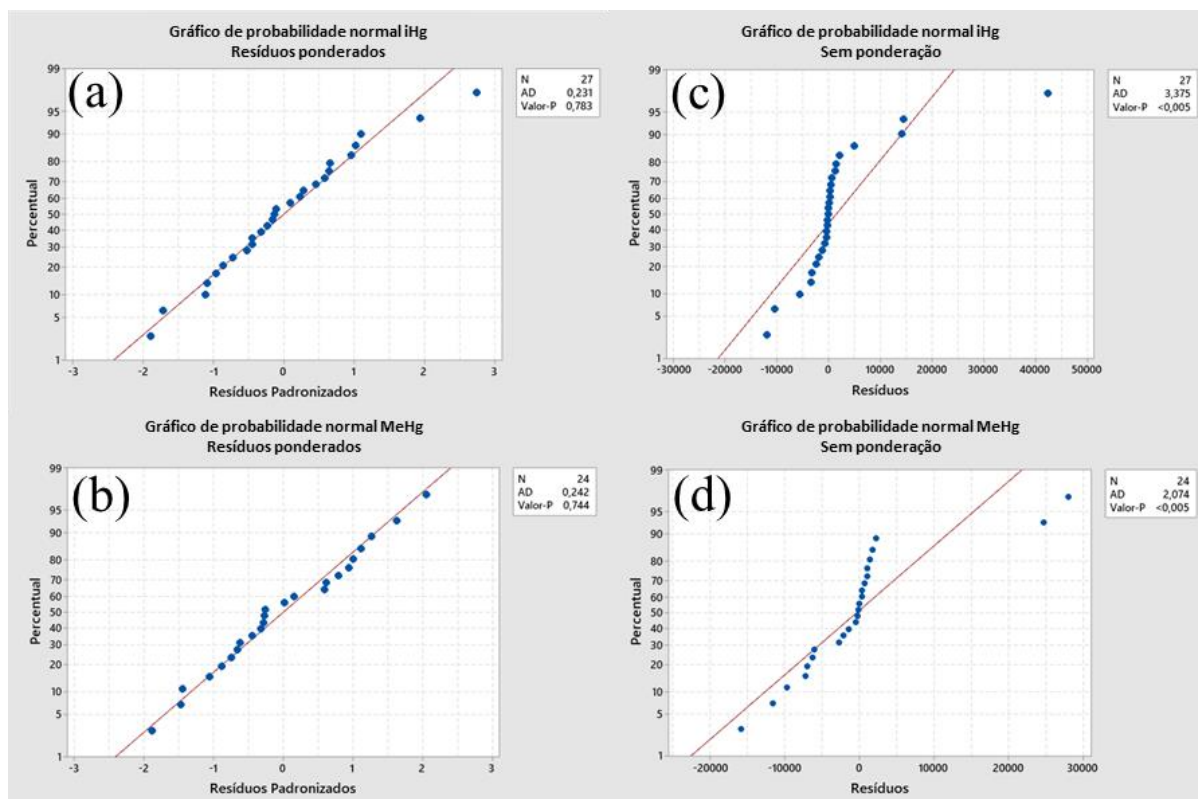 Gráfico de probabilidade normal iHg
Resíduos ponderados
(a)
N 27
AD 0,231
Valor-P 0,783
Percentual
99
95
90
80
70
60
50
40
30
20
10
5
1
-3 -2 -1 0 1 2 3
Resíduos Padronizados
Gráfico de probabilidade normal iHg
Sem ponderação
(c)
N 27
AD 3,375
Valor-P <0,005
Percentual
99
95
90
80
70
60
50
40
30
20
10
5
1
-30000 -20000 -10000 0 10000 20000 30000 40000 50000
Resíduos
Gráfico de probabilidade normal MeHg
Resíduos ponderados
(b)
N 24
AD 0,242
Valor-P 0,744
Percentual
99
95
90
80
70
60
50
40
30
20
10
5
1
-3 -2 -1 0 1 2 3
Resíduos Padronizados
Gráfico de probabilidade normal MeHg
Sem ponderação
(d)
N 24
AD 2,074
Valor-P <0,005
Percentual
99
95
90
80
70
60
50
40
30
20
10
5
1
-20000 -10000 0 10000 20000 30000
Resíduos